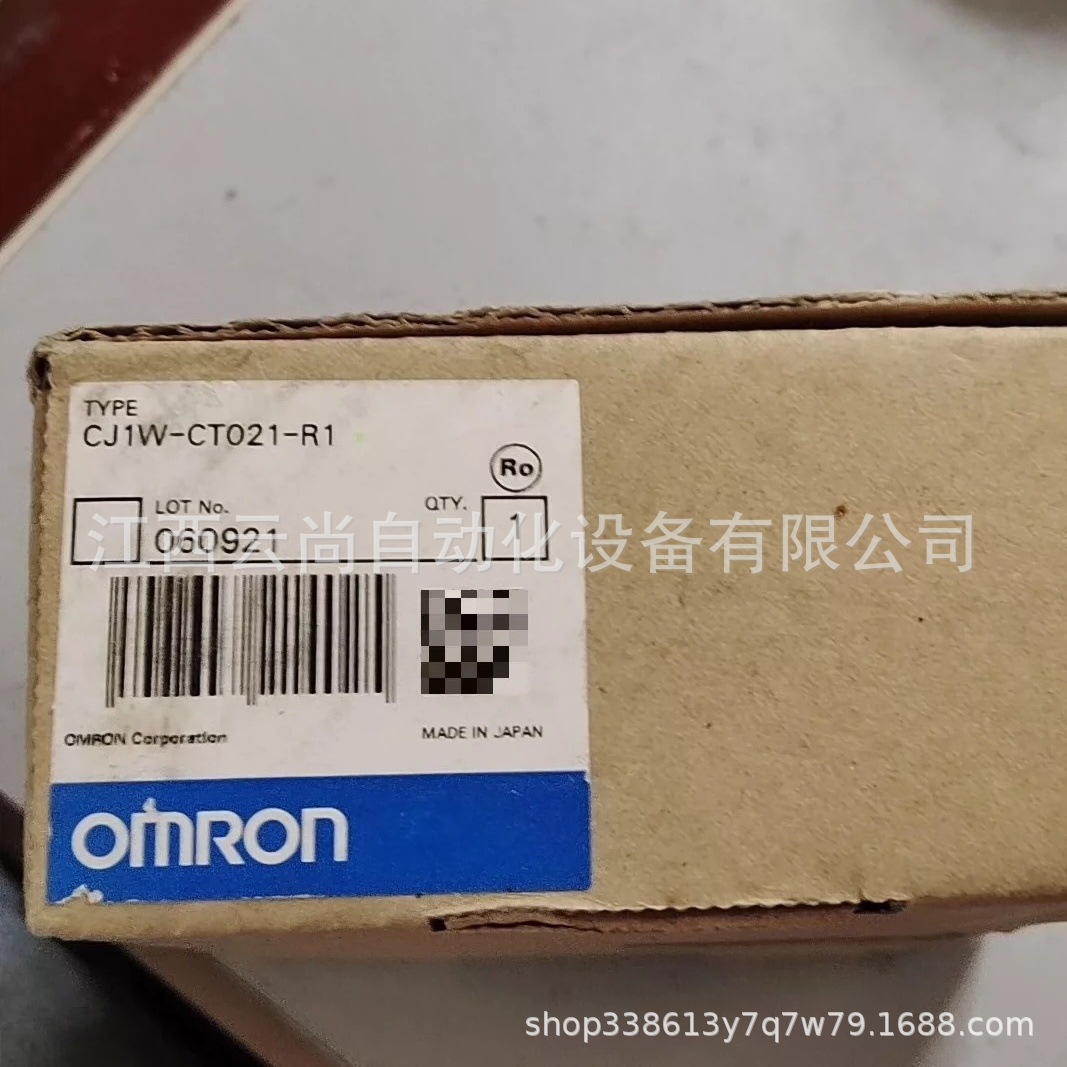 TYPE
CJ1W-CT021-R1
Ro
LOT No.
QTY.
060921
1
江西云尚自动化设备有限公司
OMRON Corporation
MADE IN JAPAN
OMRON
shop338613y7q7w79.1688.com